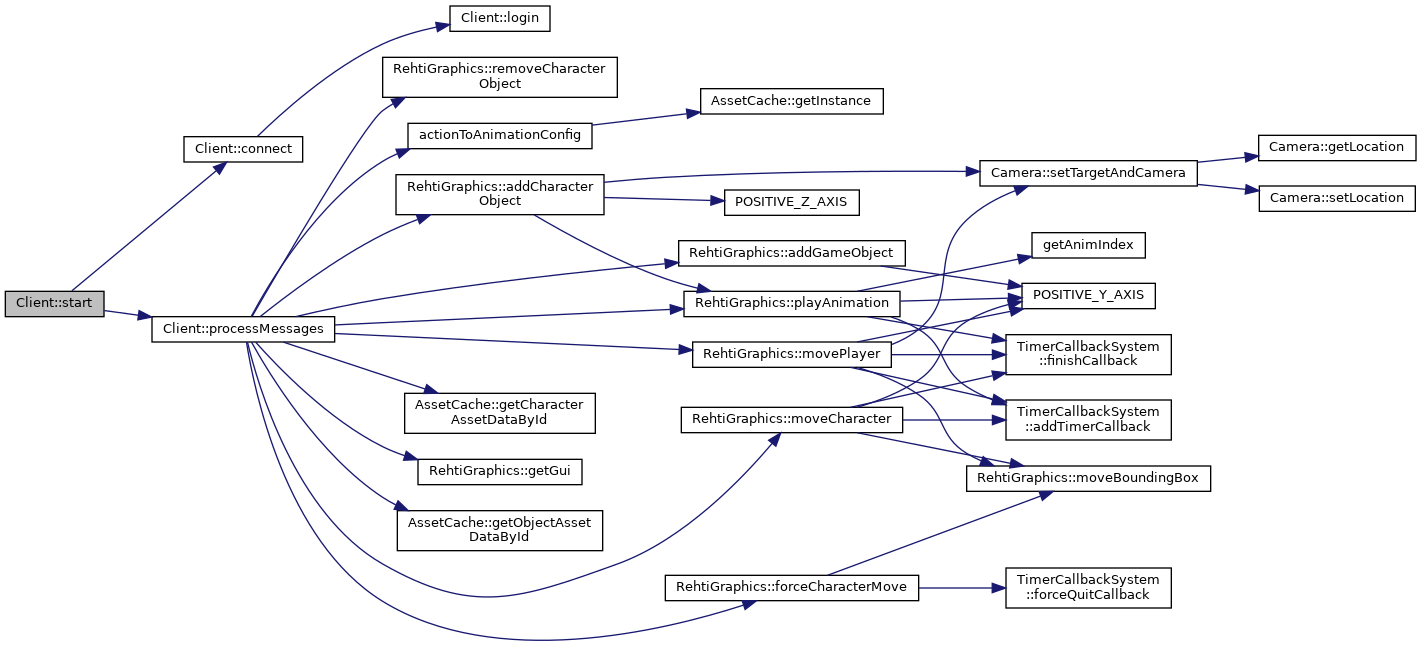 Client::login
RehtiGraphics::removeCharacter
Object
AssetCache::getInstance
actionToAnimationConfig
Client::connect
Camera::getLocation
Camera::setTargetAndCamera
RehtiGraphics::addCharacter
Object
POSITIVE_Z_AXIS
Camera::setLocation
getAnimIndex
RehtiGraphics::addGameObject
POSITIVE_Y_AXIS
Client::start
RehtiGraphics::playAnimation
Client::processMessages
TimerCallbackSystem
::finishCallback
RehtiGraphics::movePlayer
AssetCache::getCharacter
AssetDataById
TimerCallbackSystem
::addTimerCallback
RehtiGraphics::moveCharacter
RehtiGraphics::getGui
RehtiGraphics::moveBoundingBox
AssetCache::getObjectAsset
DataById
RehtiGraphics::forceCharacterMove
TimerCallbackSystem
::forceQuitCallback